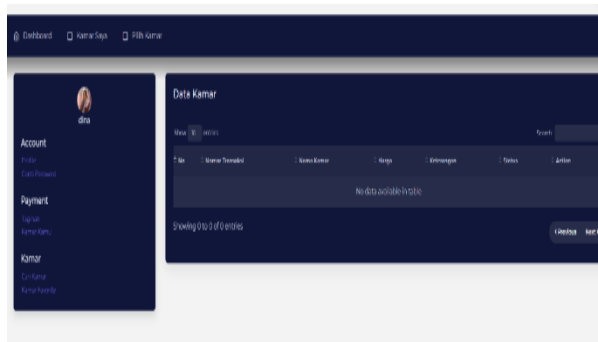 Dashboard Kamar Saya Pilih Kamar
dina
Account
Profile
Ganti Password
Payment
Tagihan
Kamar Kamu
Kamar
Cari Kamar
Kamar Favorite
Data Kamar
Show 10 entries
Search:
No Nomor Transaksi Nama Kamar Harga Keterangan Status Action
No data available in table
Showing 0 to 0 of 0 entries
Previous Next